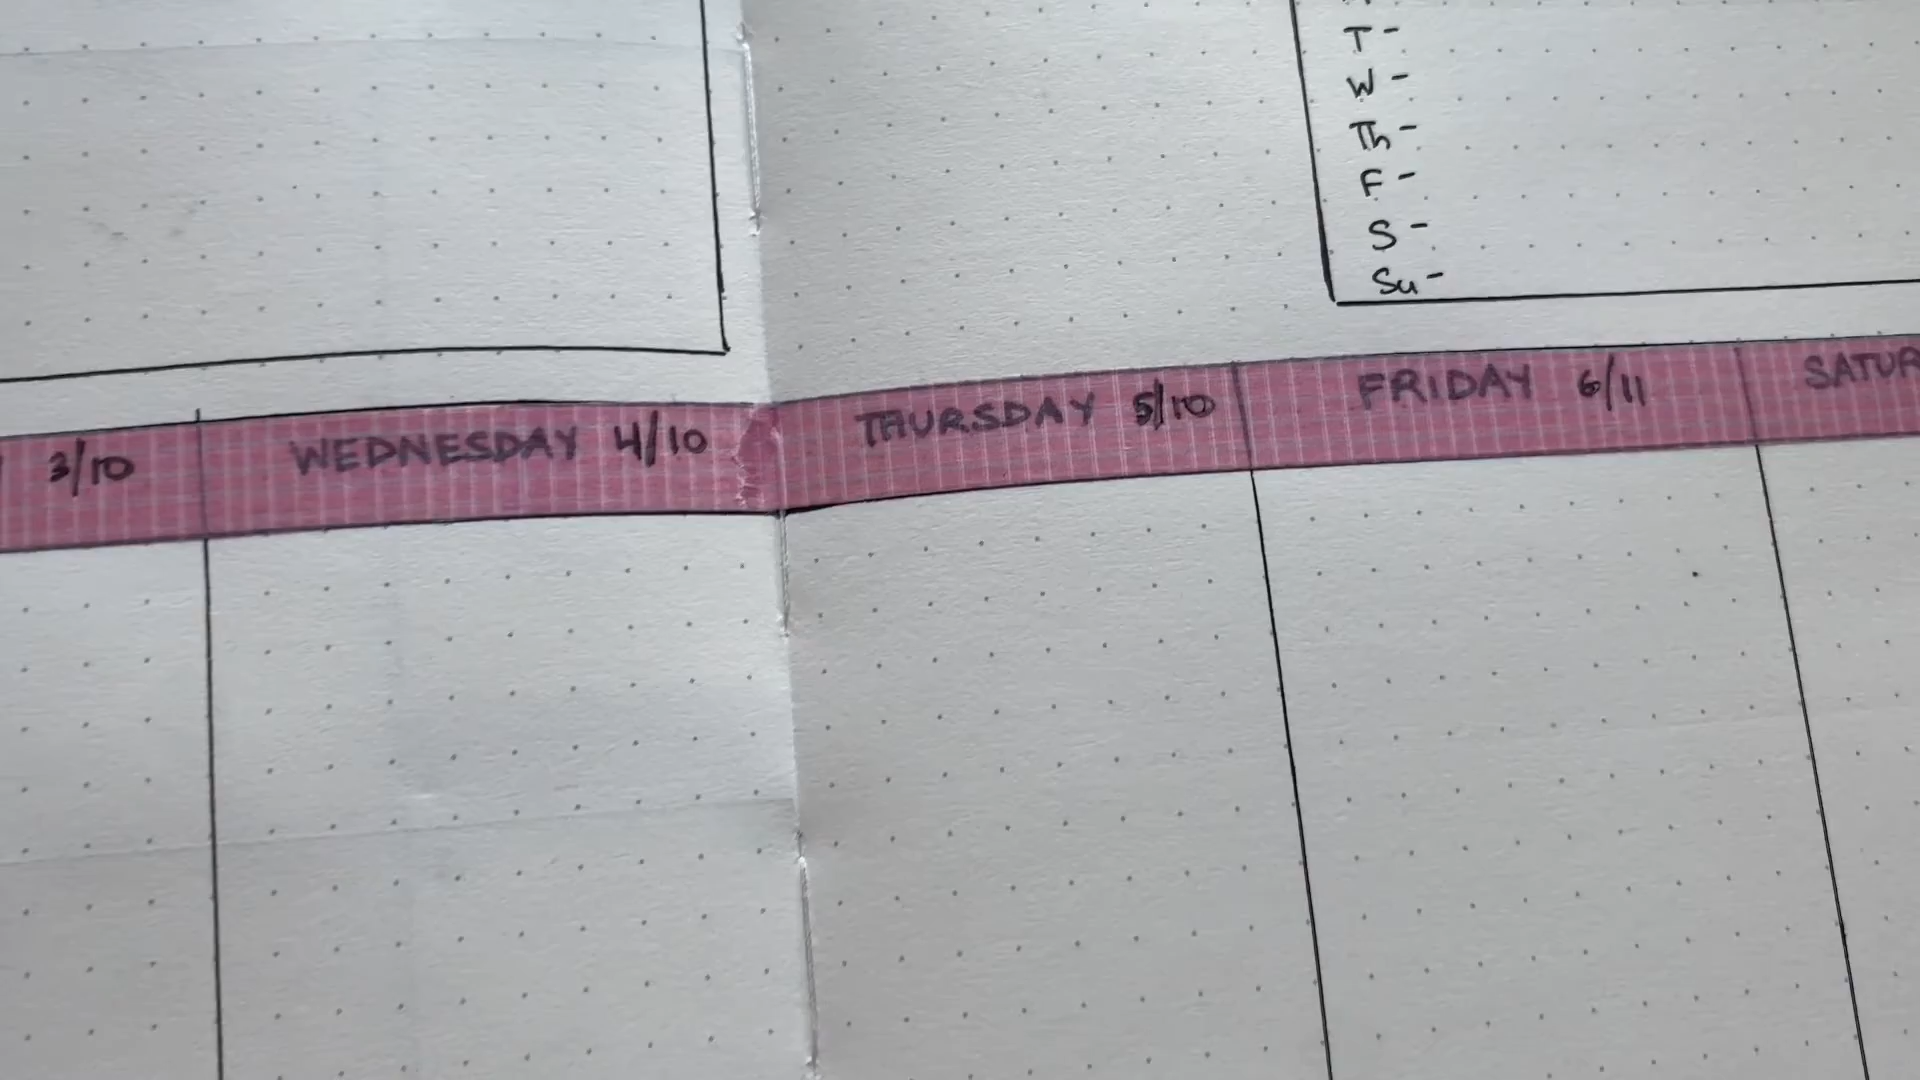 T -
W -
Th -
F -
S -
Su -
3/10
WEDNESDAY 4/10
THURSDAY 5/10
FRIDAY 6/11
SATUR